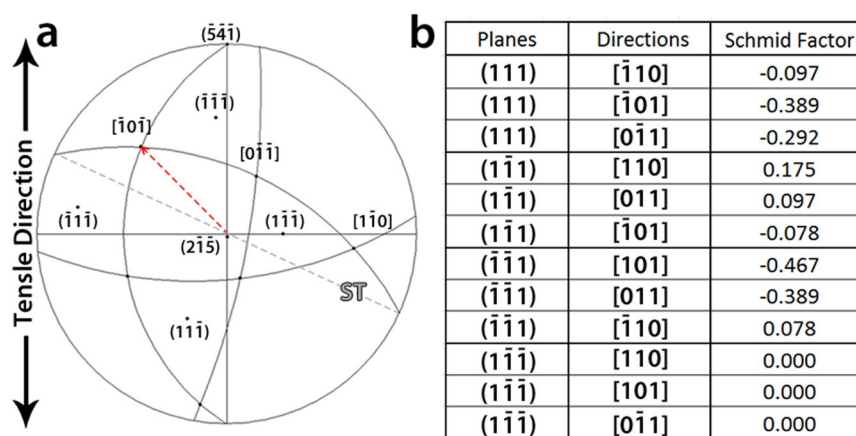 a
Tensle Direction
(5̄4̄1̄)
(1̄1̄1̄)
[1̄01̄]
[01̄1̄]
(1̄11̄)
(21̄5̄)
(11̄1̄)
[11̄0]
ST
(111̄)
b
Planes Directions Schmid Factor
(111) [1̄10] -0.097
(111) [1̄01] -0.389
(111) [01̄1] -0.292
(11̄1) [110] 0.175
(11̄1) [011] 0.097
(11̄1) [1̄01] -0.078
(1̄1̄1) [101] -0.467
(1̄1̄1) [011] -0.389
(1̄1̄1) [1̄10] 0.078
(11̄1̄) [110] 0.000
(11̄1̄) [101] 0.000
(11̄1̄) [01̄1] 0.000